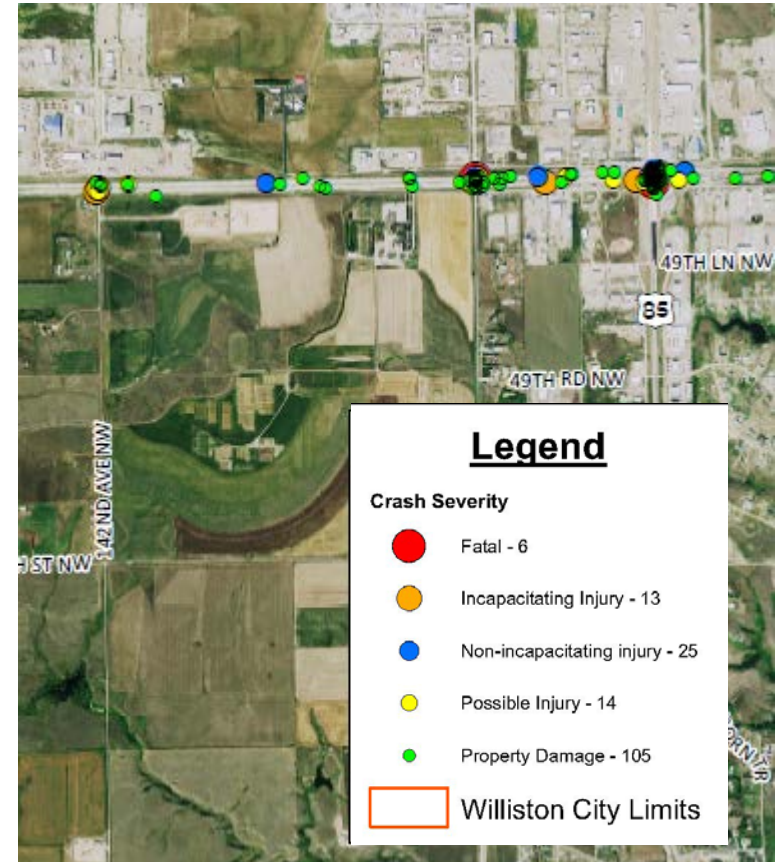 49TH LN NW
85
49TH RD NW
142ND AVE NW
H ST NW
Legend
Crash Severity
Fatal - 6
Incapacitating Injury - 13
Non-incapacitating injury - 25
Possible Injury - 14
Property Damage - 105
Williston City Limits